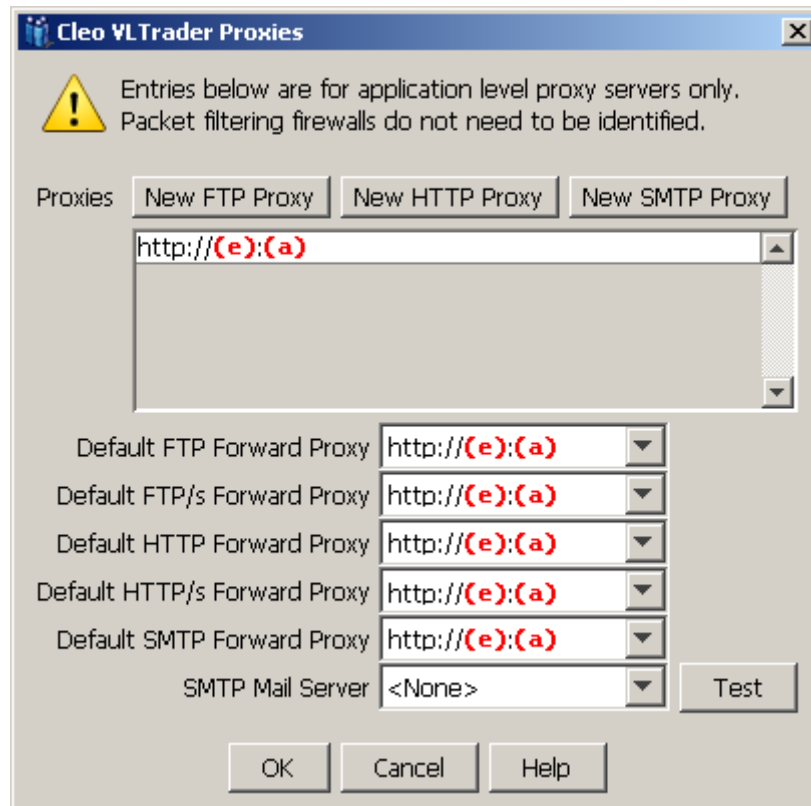 Cleo VLTrader Proxies
Entries below are for application level proxy servers only.
Packet filtering firewalls do not need to be identified.
Proxies New FTP Proxy New HTTP Proxy New SMTP Proxy
http://(e):(a)
Default FTP Forward Proxy http://(e):(a)
Default FTP/s Forward Proxy http://(e):(a)
Default HTTP Forward Proxy http://(e):(a)
Default HTTP/s Forward Proxy http://(e):(a)
Default SMTP Forward Proxy http://(e):(a)
SMTP Mail Server <None> Test
OK Cancel Help